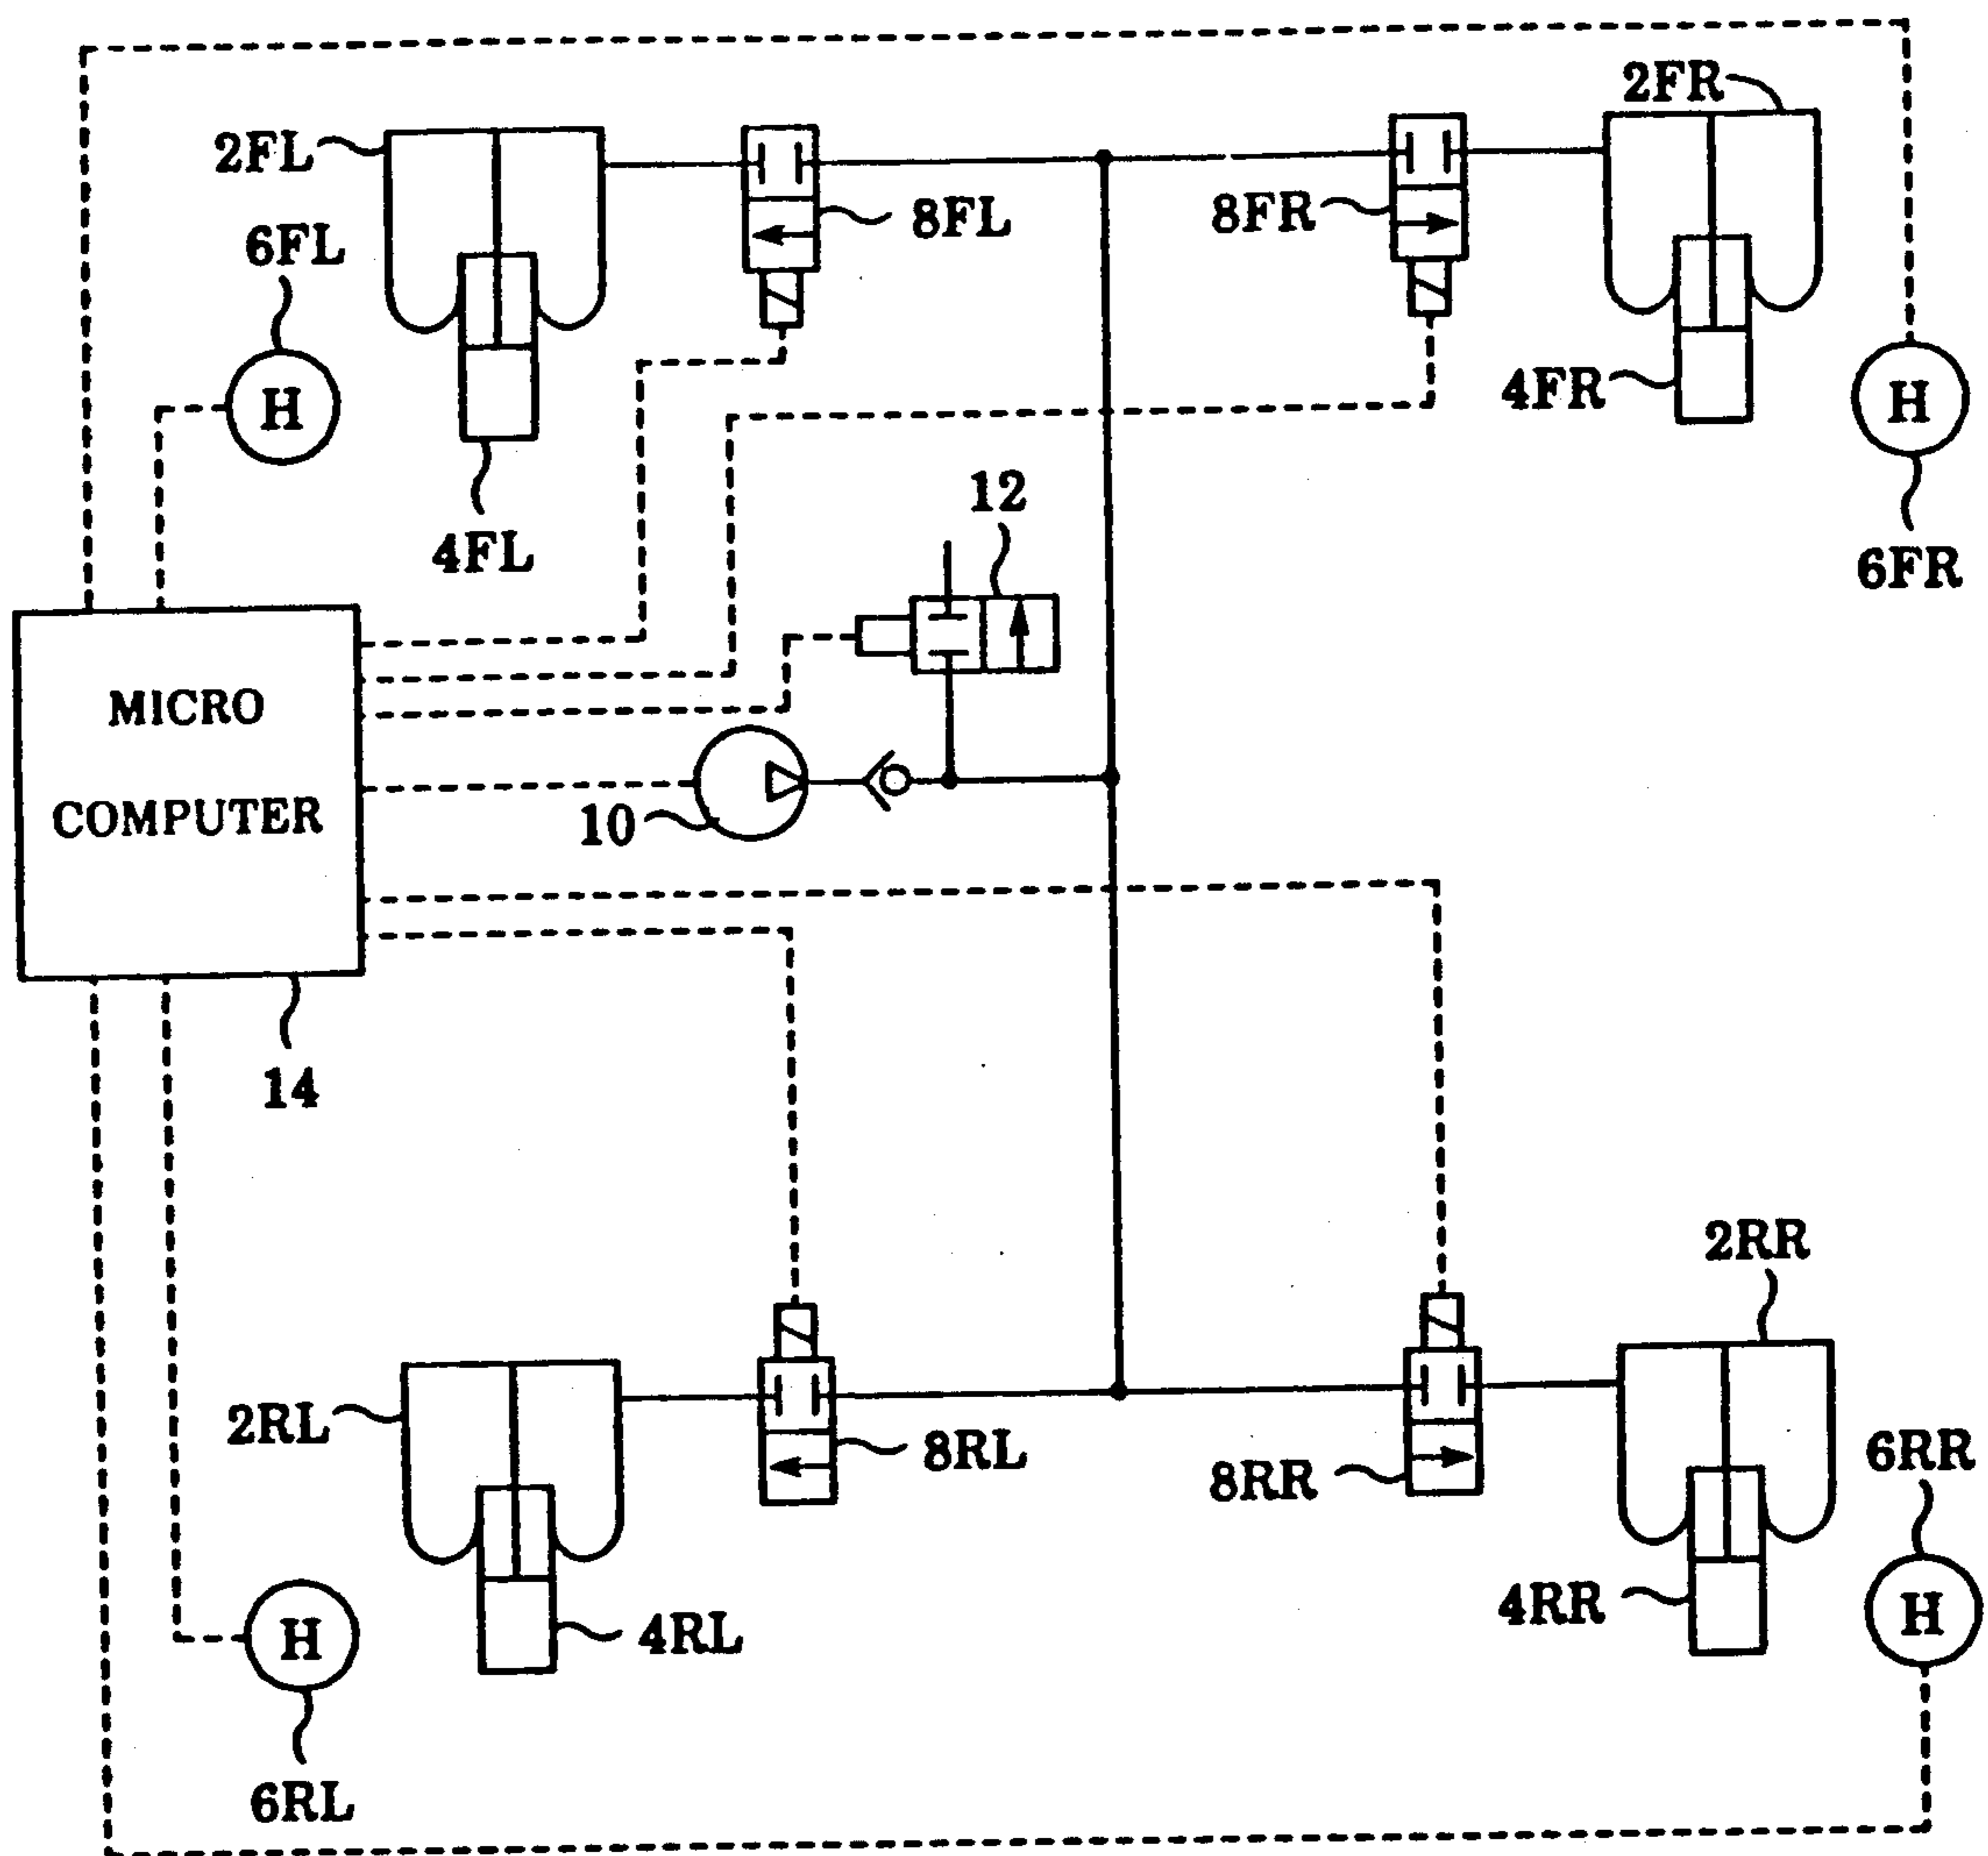 2FR
2FL
8FL
8FR
6FL
H
4FR
H
12
4FL
6FR
MICRO
COMPUTER
10
14
2RR
2RL
8RL
8RR
6RR
H
4RL
4RR
H
6RL